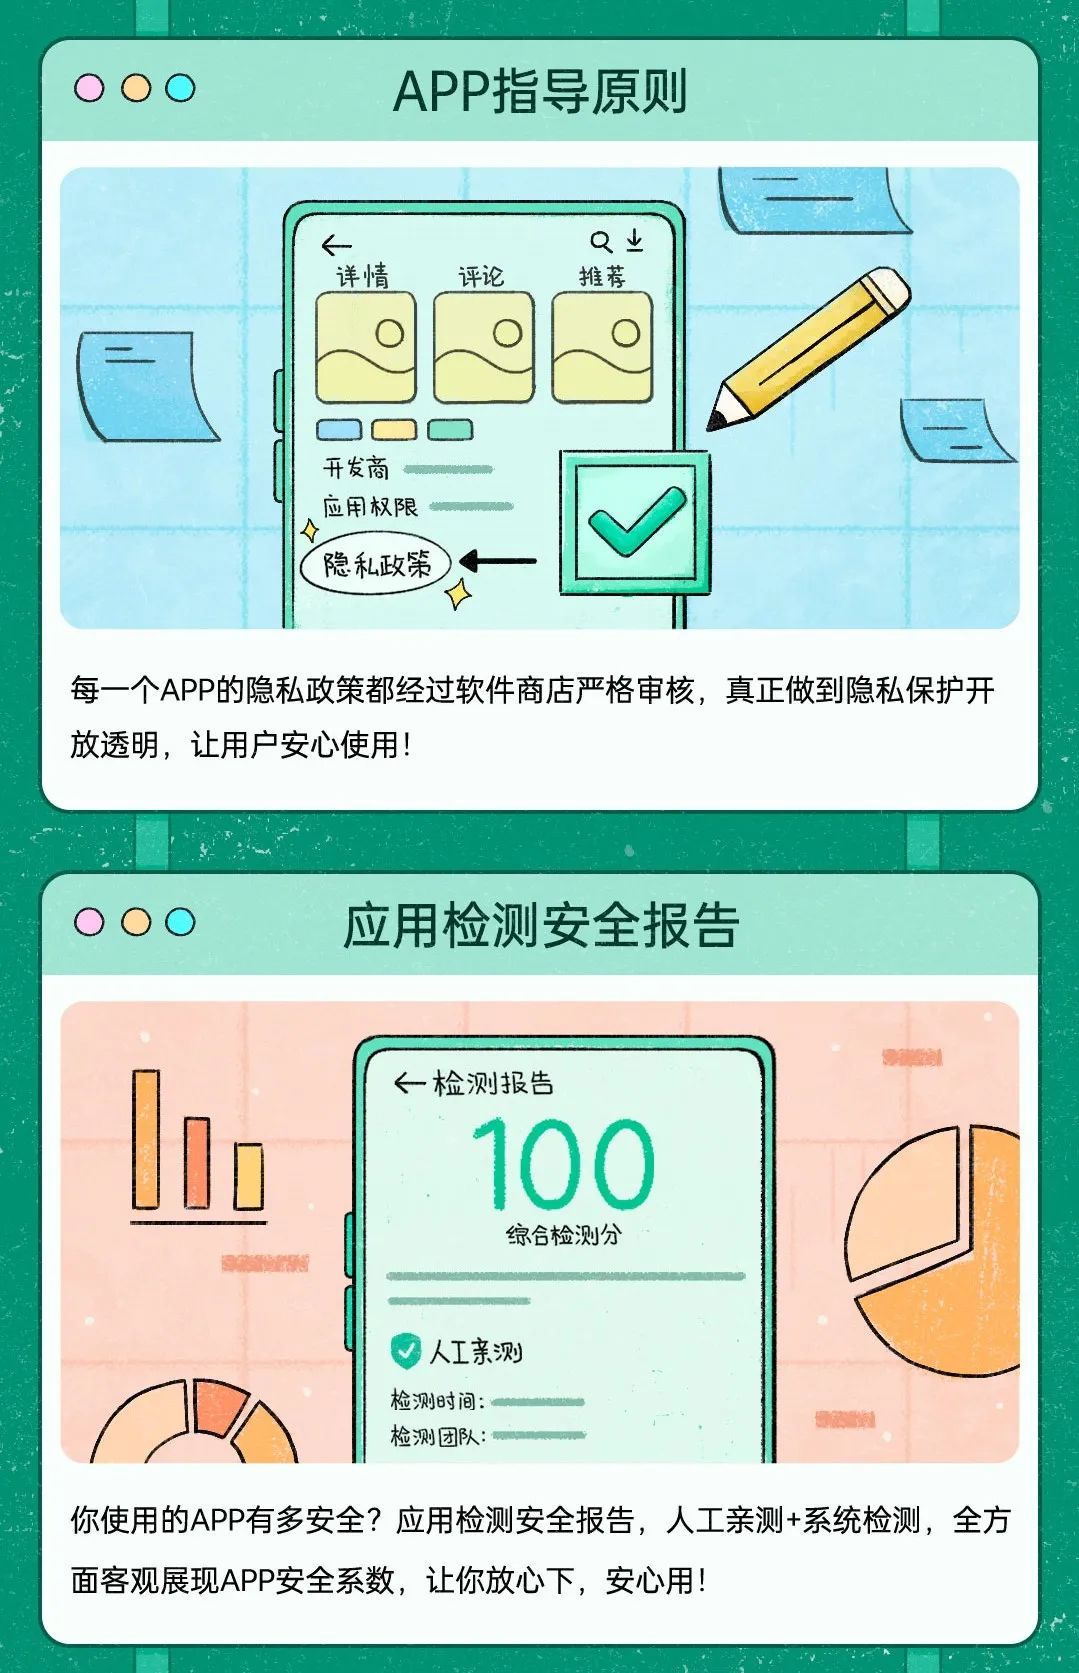 APP指导原则
详情 评论 推荐
开发商
应用权限
隐私政策
每一个APP的隐私政策都经过软件商店严格审核，真正做到隐私保护开
放透明，让用户安心使用！
应用检测安全报告
检测报告
100
综合检测分
人工亲测
检测时间：
检测团队：
你使用的APP有多安全？应用检测安全报告，人工亲测+系统检测，全方
面客观展现APP安全系数，让你放心下，安心用！